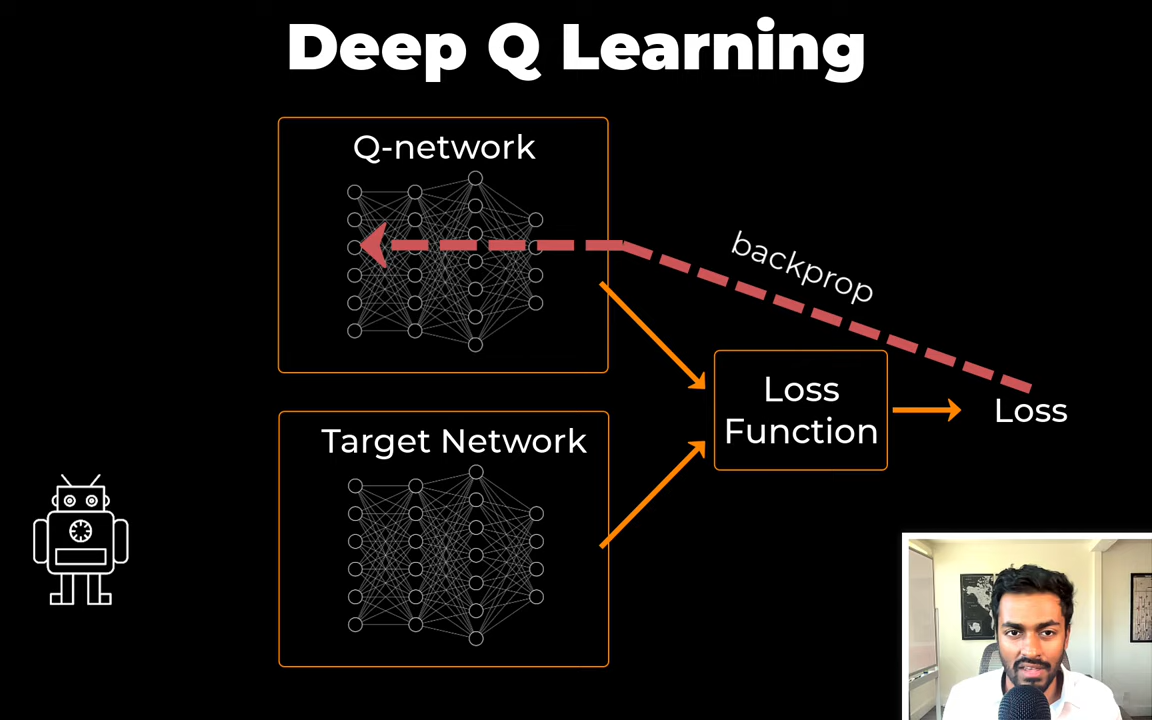 Deep Q Learning
Q-network
backprop
Loss
Function
Loss
Target Network